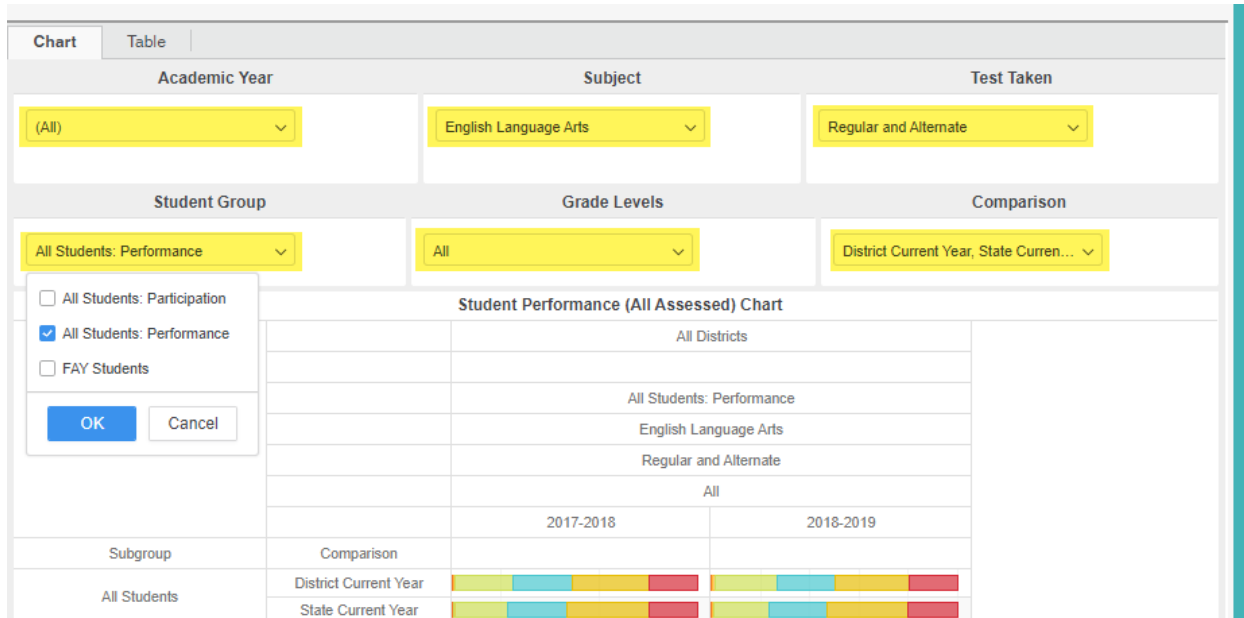 Chart Table
Academic Year Subject Test Taken
(All) English Language Arts Regular and Alternate
Student Group Grade Levels Comparison
All Students: Performance All District Current Year, State Curren...
All Students: Participation
All Students: Performance
FAY Students
OK Cancel
Student Performance (All Assessed) Chart
All Districts
All Students: Performance
English Language Arts
Regular and Alternate
All
2017-2018 2018-2019
Subgroup Comparison
All Students
District Current Year
State Current Year